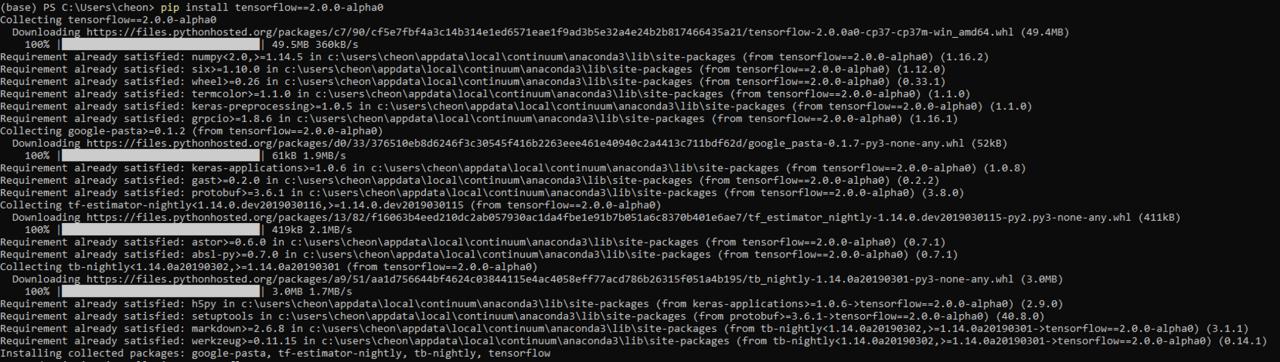 (base) PS C:\Users\cheon> pip install tensorflow==2.0.0-alpha0
Collecting tensorflow==2.0.0-alpha0
  Downloading https://files.pythonhosted.org/packages/c7/90/cf5e7fbf4a3c14b314e1ed6571eae1f9ad3b5e32a4e24b2b817466435a21/tensorflow-2.0.0a0-cp37-cp37m-win_amd64.whl (49.4MB)
    100% |████████████████████████████████| 49.5MB 360kB/s
Requirement already satisfied: numpy<2.0,>=1.14.5 in c:\users\cheon\appdata\local\continuum\anaconda3\lib\site-packages (from tensorflow==2.0.0-alpha0) (1.16.2)
Requirement already satisfied: six>=1.10.0 in c:\users\cheon\appdata\local\continuum\anaconda3\lib\site-packages (from tensorflow==2.0.0-alpha0) (1.12.0)
Requirement already satisfied: wheel>=0.26 in c:\users\cheon\appdata\local\continuum\anaconda3\lib\site-packages (from tensorflow==2.0.0-alpha0) (0.33.1)
Requirement already satisfied: termcolor>=1.1.0 in c:\users\cheon\appdata\local\continuum\anaconda3\lib\site-packages (from tensorflow==2.0.0-alpha0) (1.1.0)
Requirement already satisfied: keras-preprocessing>=1.0.5 in c:\users\cheon\appdata\local\continuum\anaconda3\lib\site-packages (from tensorflow==2.0.0-alpha0) (1.1.0)
Requirement already satisfied: grpcio>=1.8.6 in c:\users\cheon\appdata\local\continuum\anaconda3\lib\site-packages (from tensorflow==2.0.0-alpha0) (1.16.1)
Collecting google-pasta>=0.1.2 (from tensorflow==2.0.0-alpha0)
  Downloading https://files.pythonhosted.org/packages/d0/33/376510eb8d6246f3c30545f416b2263eee461e40940c2a4413c711bdf62d/google_pasta-0.1.7-py3-none-any.whl (52kB)
    100% |████████████████████████████████| 61kB 1.9MB/s
Requirement already satisfied: keras-applications>=1.0.6 in c:\users\cheon\appdata\local\continuum\anaconda3\lib\site-packages (from tensorflow==2.0.0-alpha0) (1.0.8)
Requirement already satisfied: gast>=0.2.0 in c:\users\cheon\appdata\local\continuum\anaconda3\lib\site-packages (from tensorflow==2.0.0-alpha0) (0.2.2)
Requirement already satisfied: protobuf>=3.6.1 in c:\users\cheon\appdata\local\continuum\anaconda3\lib\site-packages (from tensorflow==2.0.0-alpha0) (3.8.0)
Collecting tf-estimator-nightly<1.14.0.dev2019030116,>=1.14.0.dev2019030115 (from tensorflow==2.0.0-alpha0)
  Downloading https://files.pythonhosted.org/packages/13/82/f16063b4eed210dc2ab057930ac1da4fbe1e91b7b051a6c8370b401e6ae7/tf_estimator_nightly-1.14.0.dev2019030115-py2.py3-none-any.whl (411kB)
    100% |████████████████████████████████| 419kB 2.1MB/s
Requirement already satisfied: astor>=0.6.0 in c:\users\cheon\appdata\local\continuum\anaconda3\lib\site-packages (from tensorflow==2.0.0-alpha0) (0.7.1)
Requirement already satisfied: absl-py>=0.7.0 in c:\users\cheon\appdata\local\continuum\anaconda3\lib\site-packages (from tensorflow==2.0.0-alpha0) (0.7.1)
Collecting tb-nightly<1.14.0a20190302,>=1.14.0a20190301 (from tensorflow==2.0.0-alpha0)
  Downloading https://files.pythonhosted.org/packages/a9/51/aa1d756644bf4624c03844115e4ac4058eff77acd786b26315f051a4b195/tb_nightly-1.14.0a20190301-py3-none-any.whl (3.0MB)
    100% |████████████████████████████████| 3.0MB 1.7MB/s
Requirement already satisfied: h5py in c:\users\cheon\appdata\local\continuum\anaconda3\lib\site-packages (from keras-applications>=1.0.6->tensorflow==2.0.0-alpha0) (2.9.0)
Requirement already satisfied: setuptools in c:\users\cheon\appdata\local\continuum\anaconda3\lib\site-packages (from protobuf>=3.6.1->tensorflow==2.0.0-alpha0) (40.8.0)
Requirement already satisfied: markdown>=2.6.8 in c:\users\cheon\appdata\local\continuum\anaconda3\lib\site-packages (from tb-nightly<1.14.0a20190302,>=1.14.0a20190301->tensorflow==2.0.0-alpha0) (3.1.1)
Requirement already satisfied: werkzeug>=0.11.15 in c:\users\cheon\appdata\local\continuum\anaconda3\lib\site-packages (from tb-nightly<1.14.0a20190302,>=1.14.0a20190301->tensorflow==2.0.0-alpha0) (0.14.1)
Installing collected packages: google-pasta, tf-estimator-nightly, tb-nightly, tensorflow